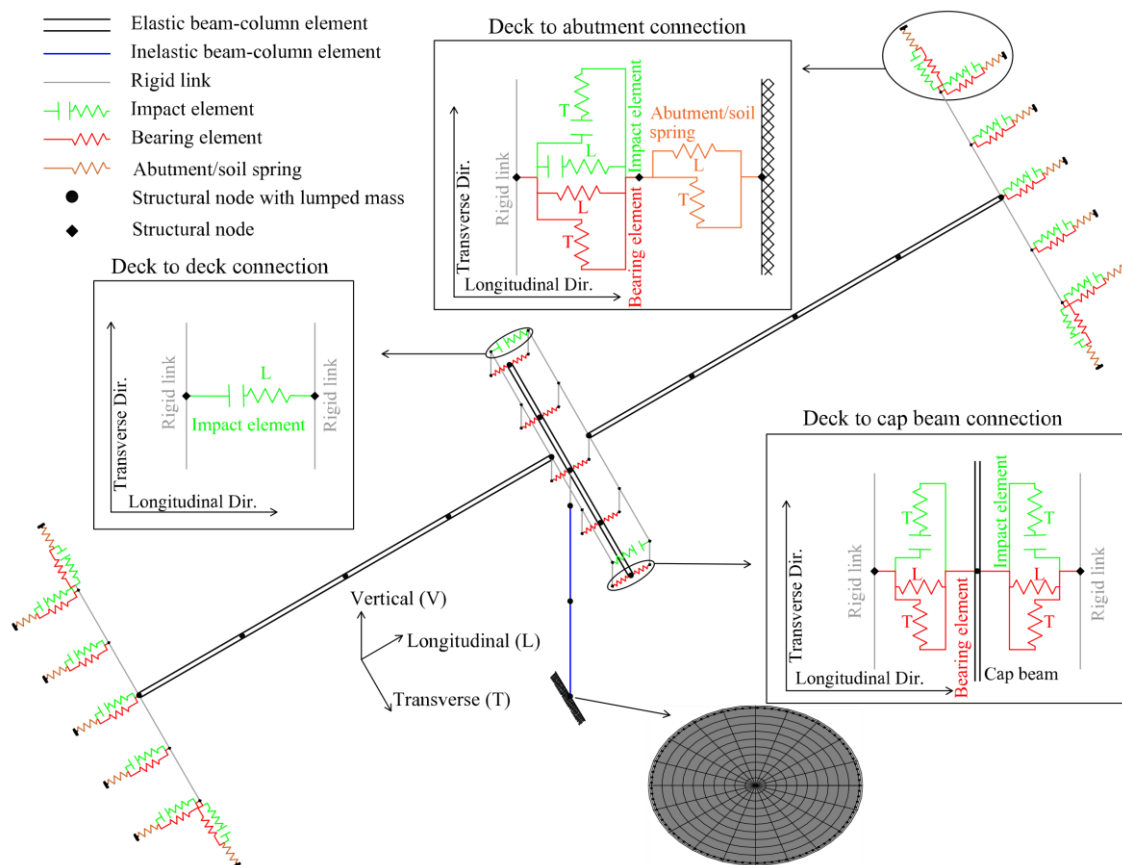 Elastic beam-column element
Inelastic beam-column element
Rigid link
Impact element
Bearing element
Abutment/soil spring
Structural node with lumped mass
Structural node
Deck to abutment connection
Transverse Dir.
Longitudinal Dir.
Rigid link
T
L
L
T
Impact element
Bearing element
Abutment/soil
spring
L
T
Deck to deck connection
Transverse Dir.
Longitudinal Dir.
Rigid link
L
Impact element
Rigid link
Deck to cap beam connection
Transverse Dir.
Longitudinal Dir.
Rigid link
T
L
T
Bearing element
Impact element
T
L
T
Rigid link
Cap beam
Vertical (V)
Longitudinal (L)
Transverse (T)